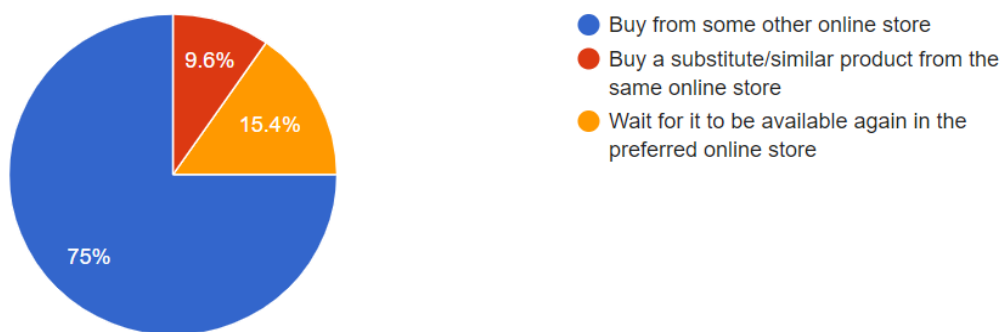 9.6%
15.4%
75%
Buy from some other online store
Buy a substitute/similar product from the
same online store
Wait for it to be available again in the
preferred online store